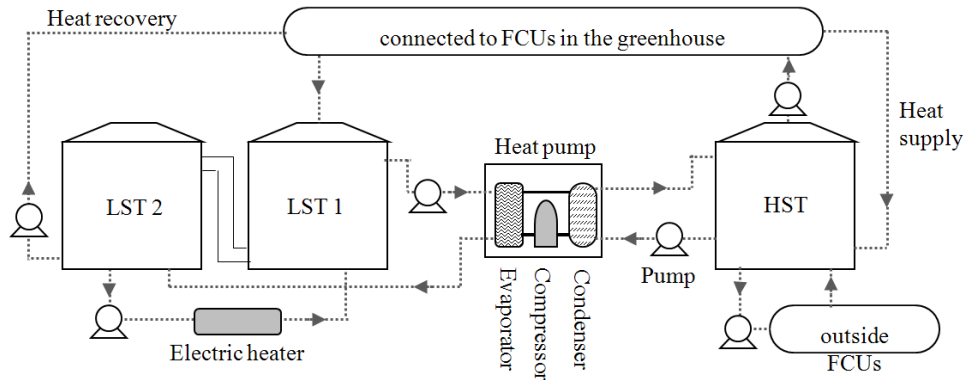 Heat recovery
connected to FCUs in the greenhouse
Heat
supply
Heat pump
LST 2
LST 1
HST
Pump
Evaporator
Compressor
Condenser
Electric heater
outside
FCUs